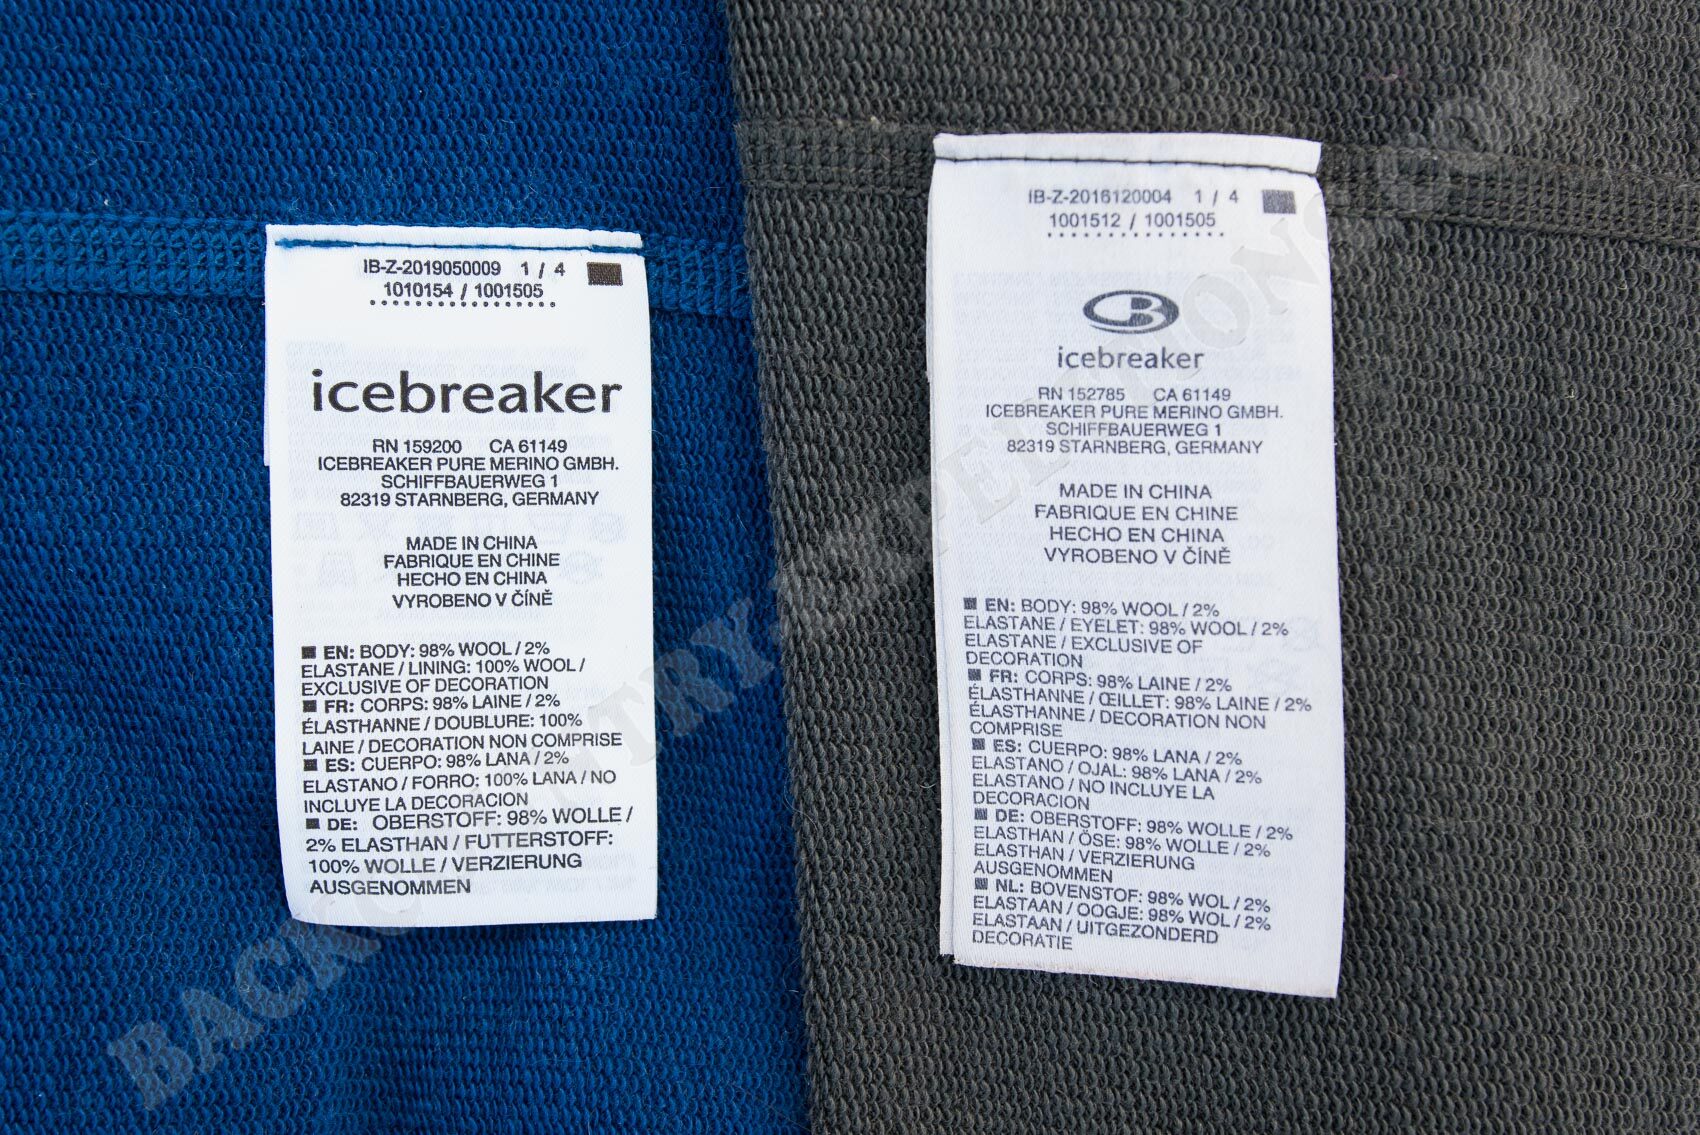 IB-Z-2019050009 1 / 4
1010154 / 1001505
icebreaker
RN 159200 CA 61149
ICEBREAKER PURE MERINO GMBH.
SCHIFFBAUERWEG 1
82319 STARNBERG, GERMANY
MADE IN CHINA
FABRIQUE EN CHINE
HECHO EN CHINA
VYROBENO V ČÍNĚ
EN: BODY: 98% WOOL / 2%
ELASTANE / LINING: 100% WOOL /
EXCLUSIVE OF DECORATION
FR: CORPS: 98% LAINE / 2%
ÉLASTHANNE / DOUBLURE: 100%
LAINE / DECORATION NON COMPRISE
ES: CUERPO: 98% LANA / 2%
ELASTANO / FORRO: 100% LANA / NO
INCLUYE LA DECORACION
DE: OBERSTOFF: 98% WOLLE /
2% ELASTHAN / FUTTERSTOFF:
100% WOLLE / VERZIERUNG
AUSGENOMMEN
IB-Z-2016120004 1 / 4
1001512 / 1001505
icebreaker
RN 152785 CA 61149
ICEBREAKER PURE MERINO GMBH.
SCHIFFBAUERWEG 1
82319 STARNBERG, GERMANY
MADE IN CHINA
FABRIQUE EN CHINE
HECHO EN CHINA
VYROBENO V ČÍNĚ
EN: BODY: 98% WOOL / 2%
ELASTANE / EYELET: 98% WOOL / 2%
ELASTANE / EXCLUSIVE OF
DECORATION
FR: CORPS: 98% LAINE / 2%
ÉLASTHANNE / ŒILLET: 98% LAINE / 2%
ÉLASTHANNE / DECORATION NON
COMPRISE
ES: CUERPO: 98% LANA / 2%
ELASTANO / OJAL: 98% LANA / 2%
ELASTANO / NO INCLUYE LA
DECORACION
DE: OBERSTOFF: 98% WOLLE / 2%
ELASTHAN / ÖSE: 98% WOLLE / 2%
ELASTHAN / VERZIERUNG
AUSGENOMMEN
NL: BOVENSTOF: 98% WOL / 2%
ELASTAAN / OOGJE: 98% WOL / 2%
ELASTAAN / UITGEZONDERD
DECORATIE